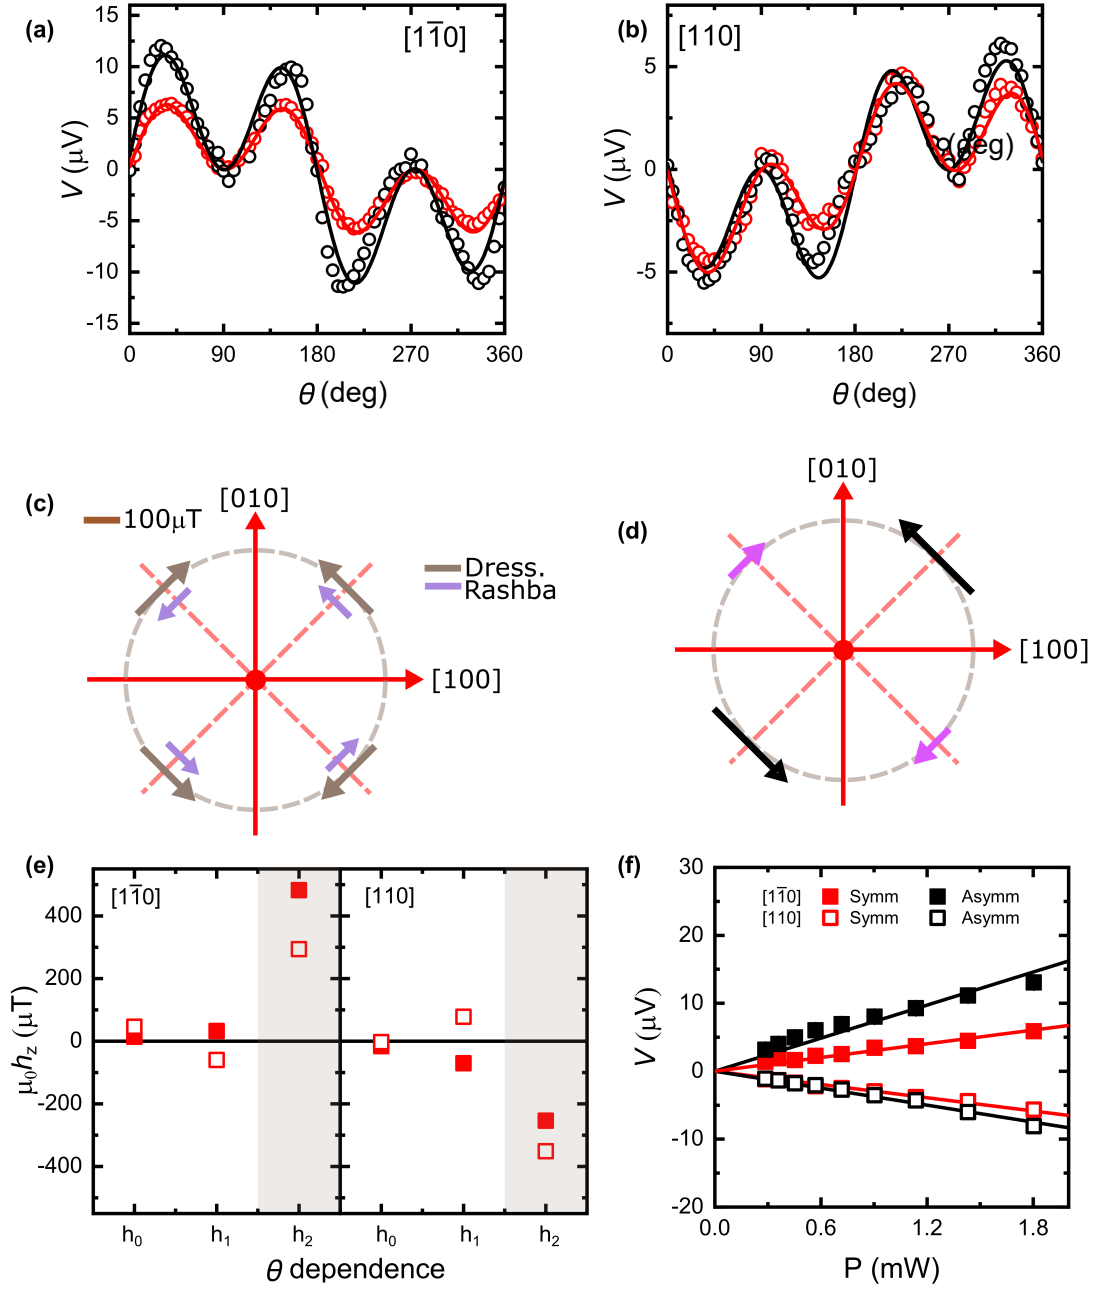 (a)
[11̄0]
15
10
5
0
-5
-10
-15
V (μV)
0 90 180 270 360
θ (deg)
(b)
[110]
5
0
-5
V (μV)
(deg)
0 90 180 270 360
θ (deg)
(c)
[010]
100μT
Dress.
Rashba
[100]
(d)
[010]
[100]
(e)
[11̄0] [110]
400
200
0
-200
-400
μ₀h_z (μT)
h₀ h₁ h₂ h₀ h₁ h₂
θ dependence
(f)
[11̄0] Symm Asymm
[110] Symm Asymm
30
20
10
0
-10
-20
V (μV)
0.0 0.6 1.2 1.8
P (mW)